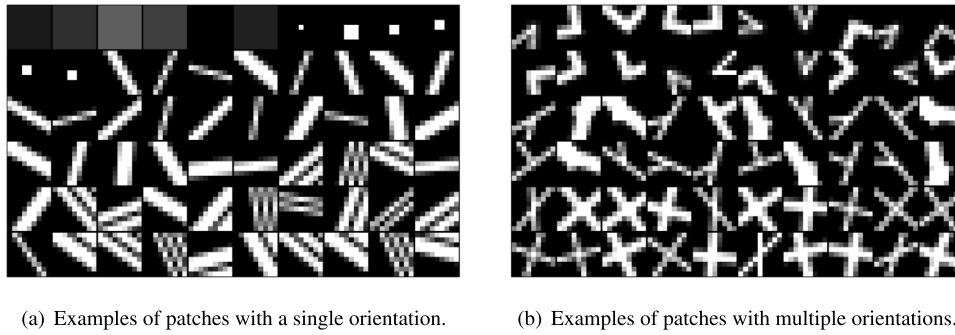 (a) Examples of patches with a single orientation.
(b) Examples of patches with multiple orientations.